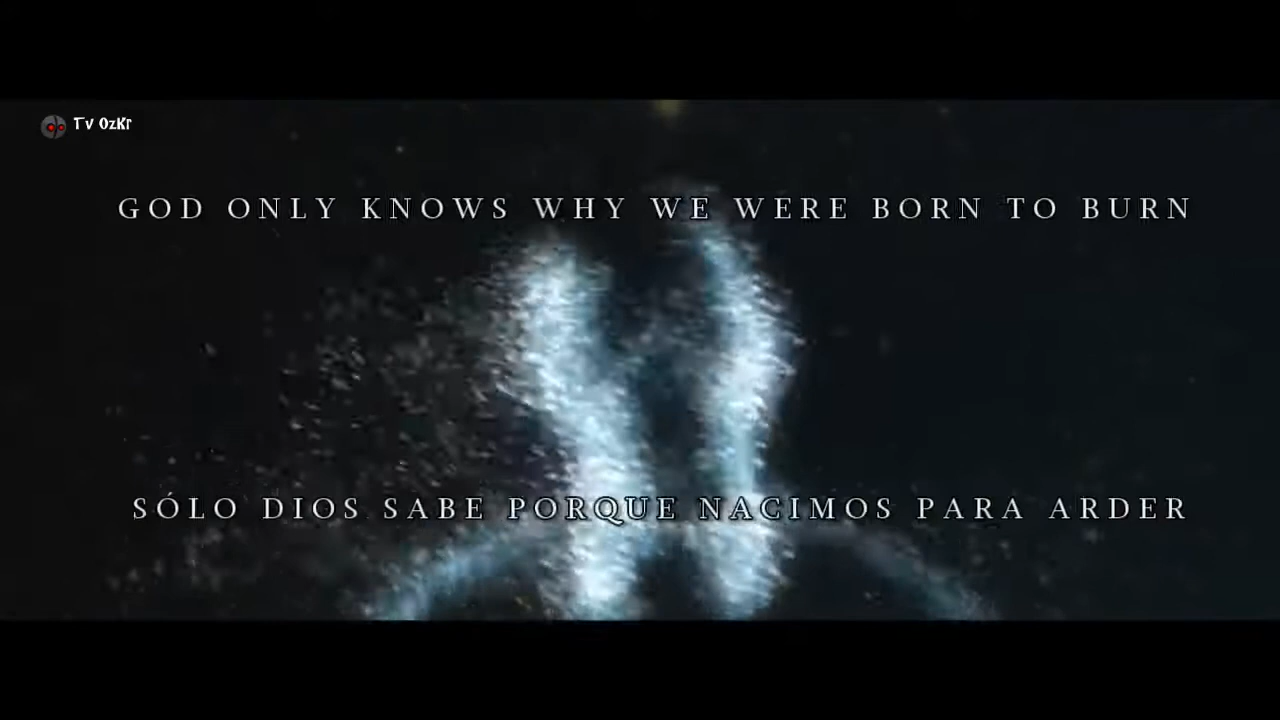 Tv OzKr
GOD ONLY KNOWS WHY WE WERE BORN TO BURN
SÓLO DIOS SABE PORQUE NACIMOS PARA ARDER